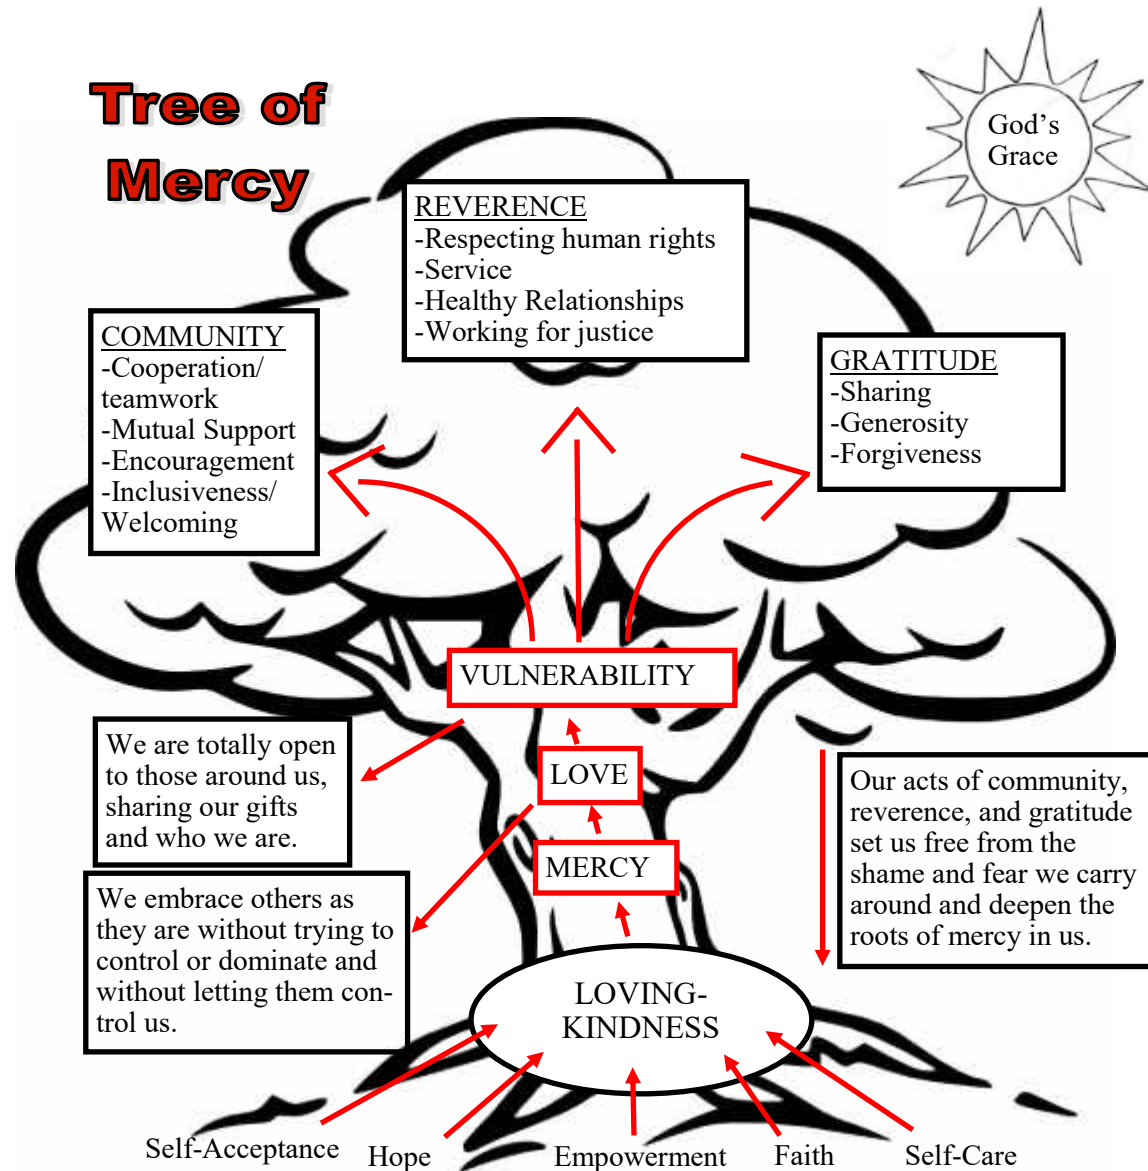 Tree of
Mercy
God's
Grace
REVERENCE
-Respecting human rights
-Service
-Healthy Relationships
-Working for justice
COMMUNITY
-Cooperation/
teamwork
-Mutual Support
-Encouragement
-Inclusiveness/
Welcoming
GRATITUDE
-Sharing
-Generosity
-Forgiveness
VULNERABILITY
We are totally open
to those around us,
sharing our gifts
and who we are.
LOVE
Our acts of community,
reverence, and gratitude
set us free from the
shame and fear we carry
around and deepen the
roots of mercy in us.
MERCY
We embrace others as
they are without trying to
control or dominate and
without letting them con-
trol us.
LOVING-
KINDNESS
Self-Acceptance
Hope
Empowerment
Faith
Self-Care